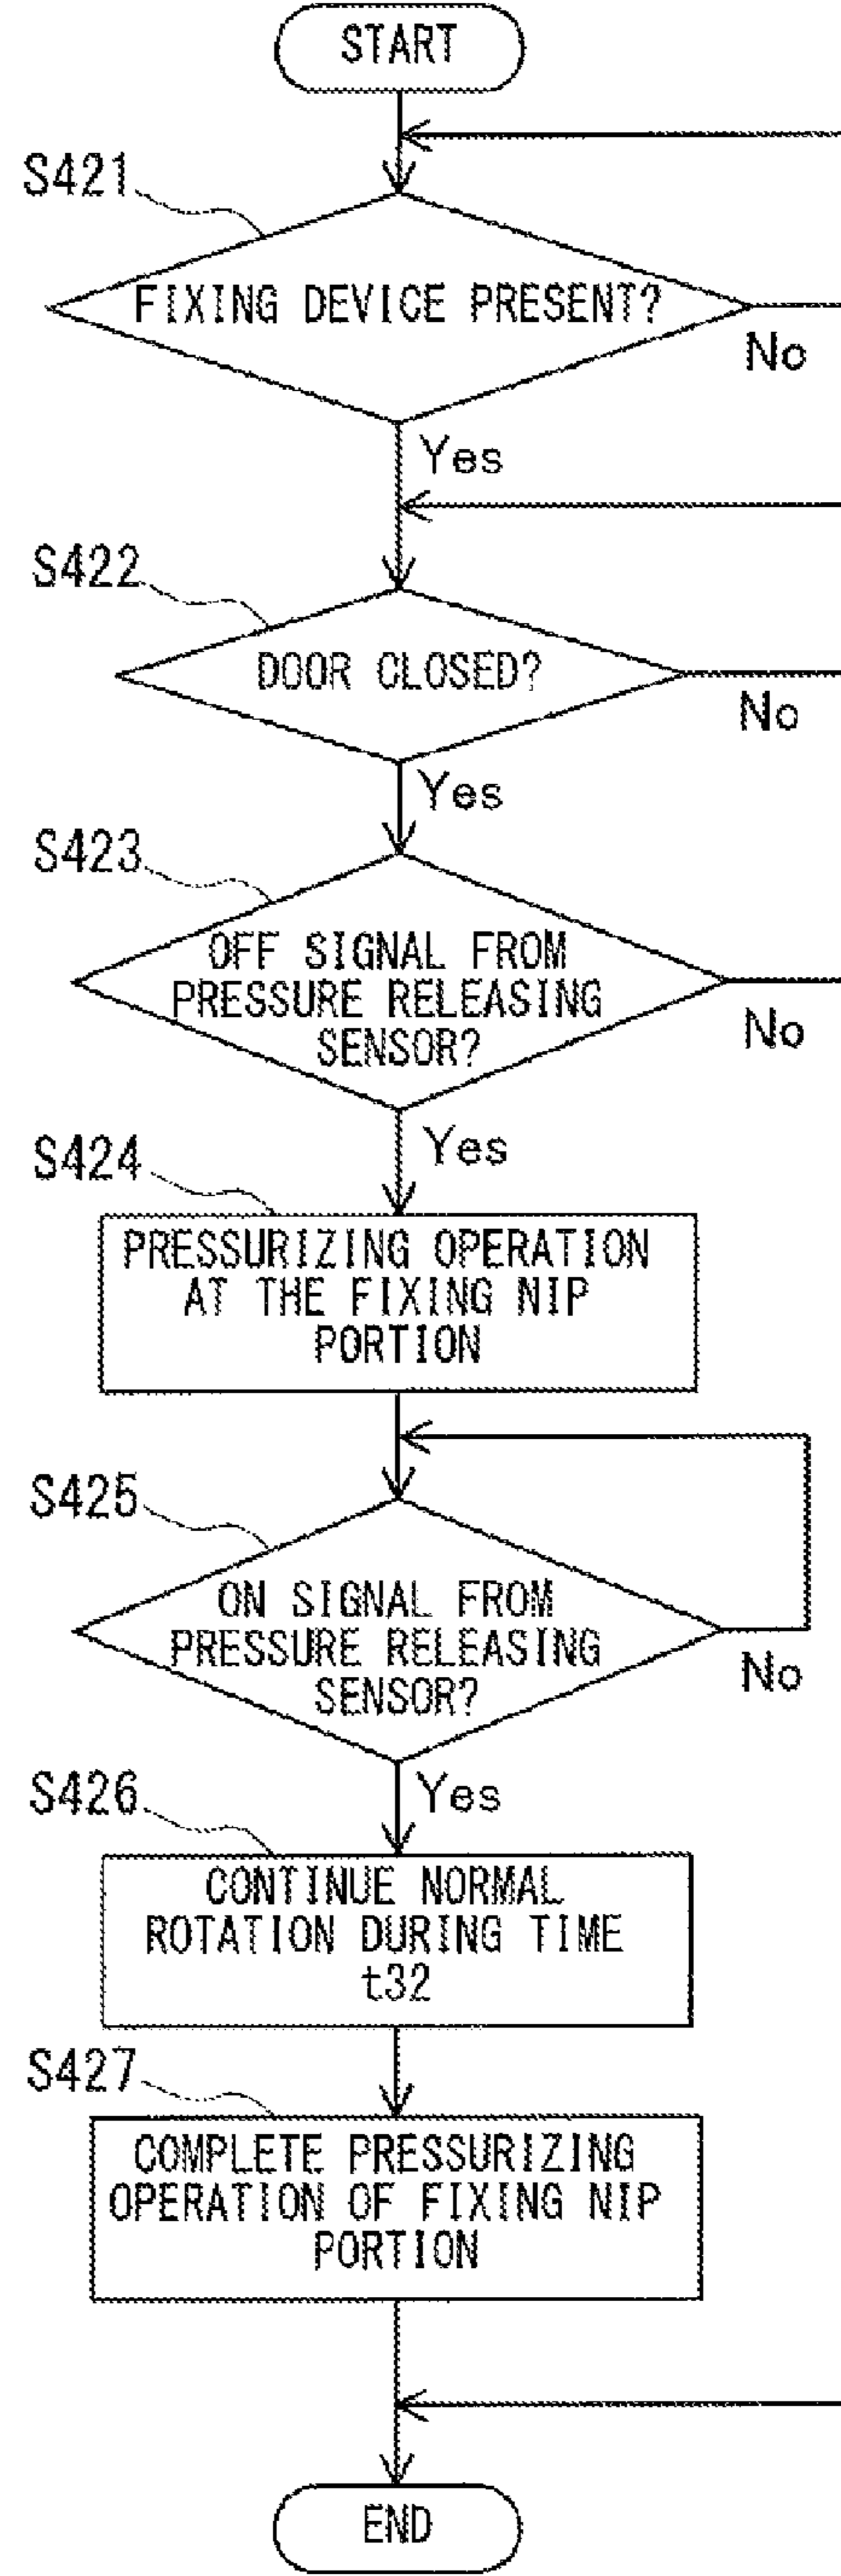 START
S421
FIXING DEVICE PRESENT?
No
Yes
S422
DOOR CLOSED?
No
Yes
S423
OFF SIGNAL FROM
PRESSURE RELEASING
SENSOR?
No
Yes
S424
PRESSURIZING OPERATION
AT THE FIXING NIP
PORTION
S425
ON SIGNAL FROM
PRESSURE RELEASING
SENSOR?
No
Yes
S426
CONTINUE NORMAL
ROTATION DURING TIME
t32
S427
COMPLETE PRESSURIZING
OPERATION OF FIXING NIP
PORTION
END